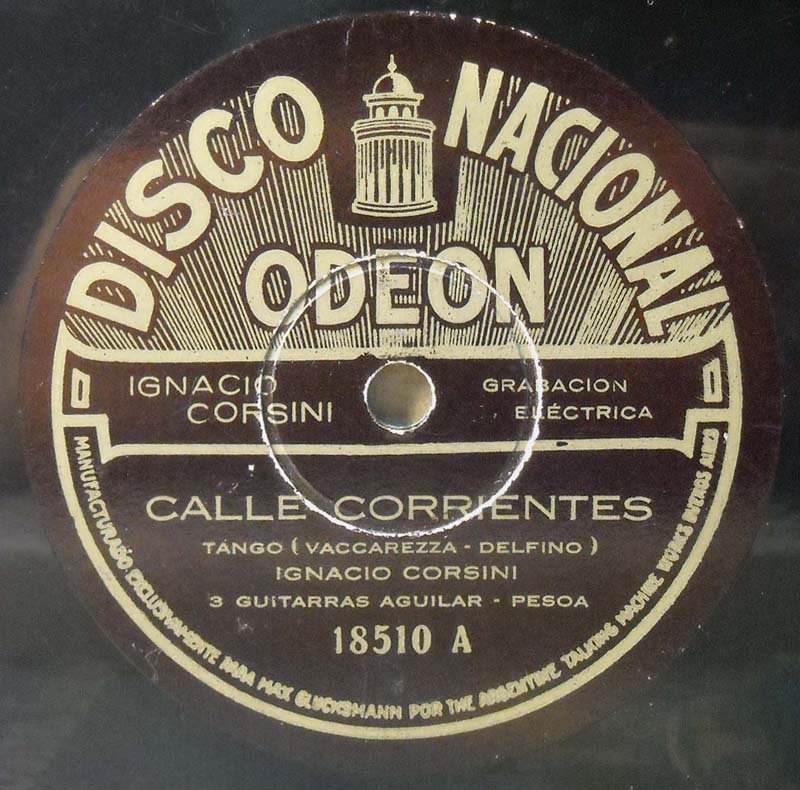 DISCO NACIONAL
ODEON
IGNACIO
CORSINI
GRABACION
ELÉCTRICA
CALLE CORRIENTES
TANGO ( VACCAREZZA - DELFINO )
IGNACIO CORSINI
3 GUITARRAS AGUILAR - PESOA
18510 A
MANUFACTURADO EXCLUSIVAMENTE PARA MAX GLUCKSMANN POR THE ARGENTINE TALKING MACHINE WORKS BUENOS AIRES